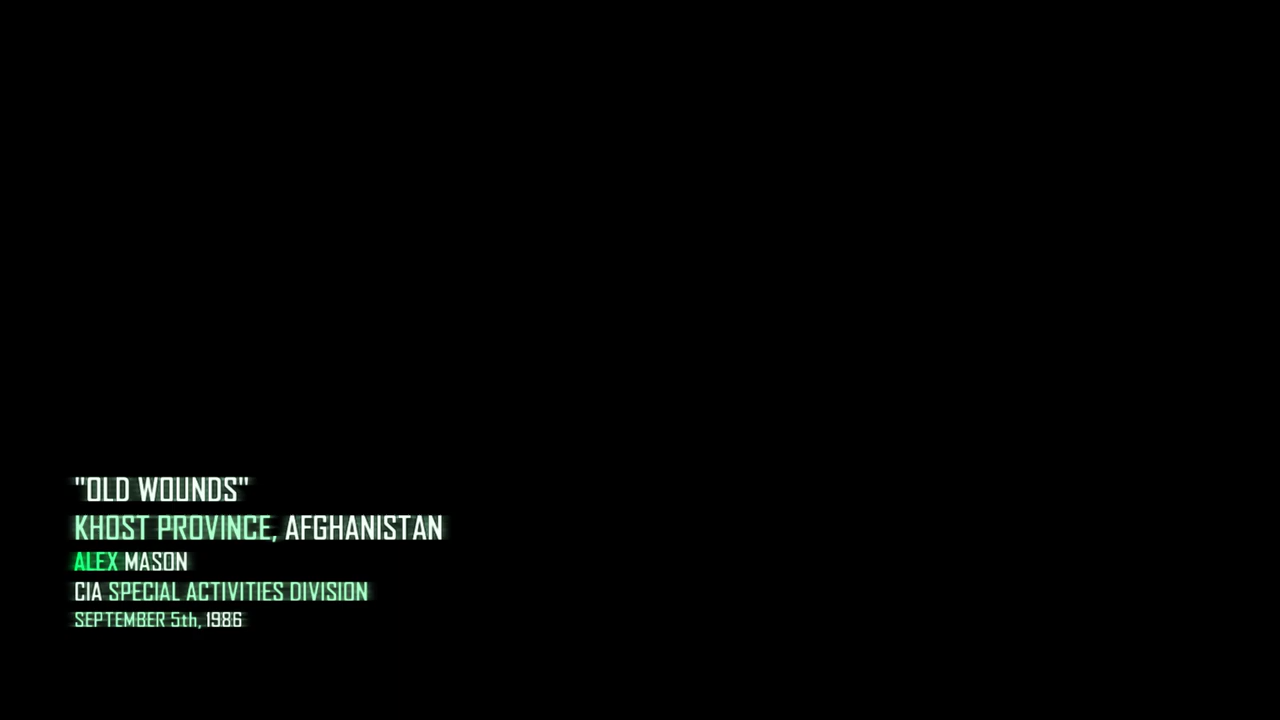 "OLD WOUNDS"
KHOST PROVINCE, AFGHANISTAN
ALEX MASON
CIA SPECIAL ACTIVITIES DIVISION
SEPTEMBER 5th, 1986